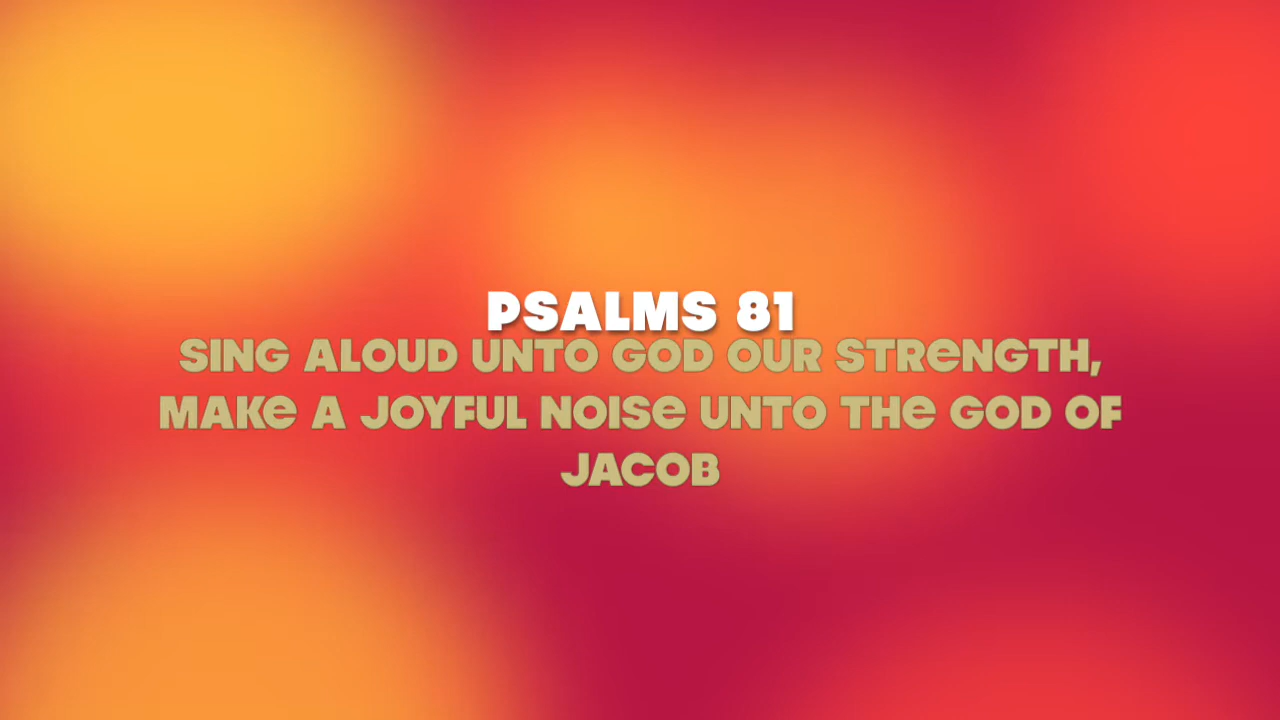 PSALMS 81
SING ALOUD UNTO GOD OUR STReNGTH,
MAKe A JOYFUL NOISe UNTO THe GOD OF
JACOB